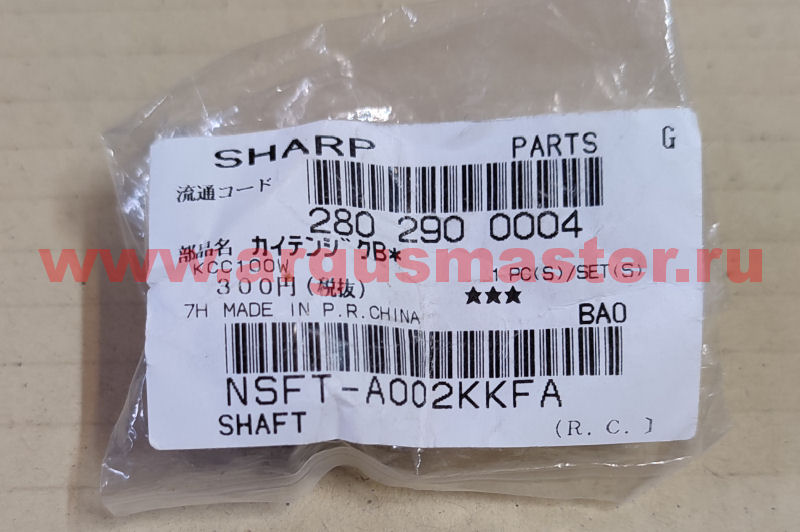 SHARP PARTS G
流通コード
280 290 0004
部品名 カイテンジクB*
KCC100W 1 PC(S)/SET(S)
300円(税抜) ★★★
7H MADE IN P.R.CHINA BA0
NSFT-A002KKFA
SHAFT (R. C. )
www.argusmaster.ru